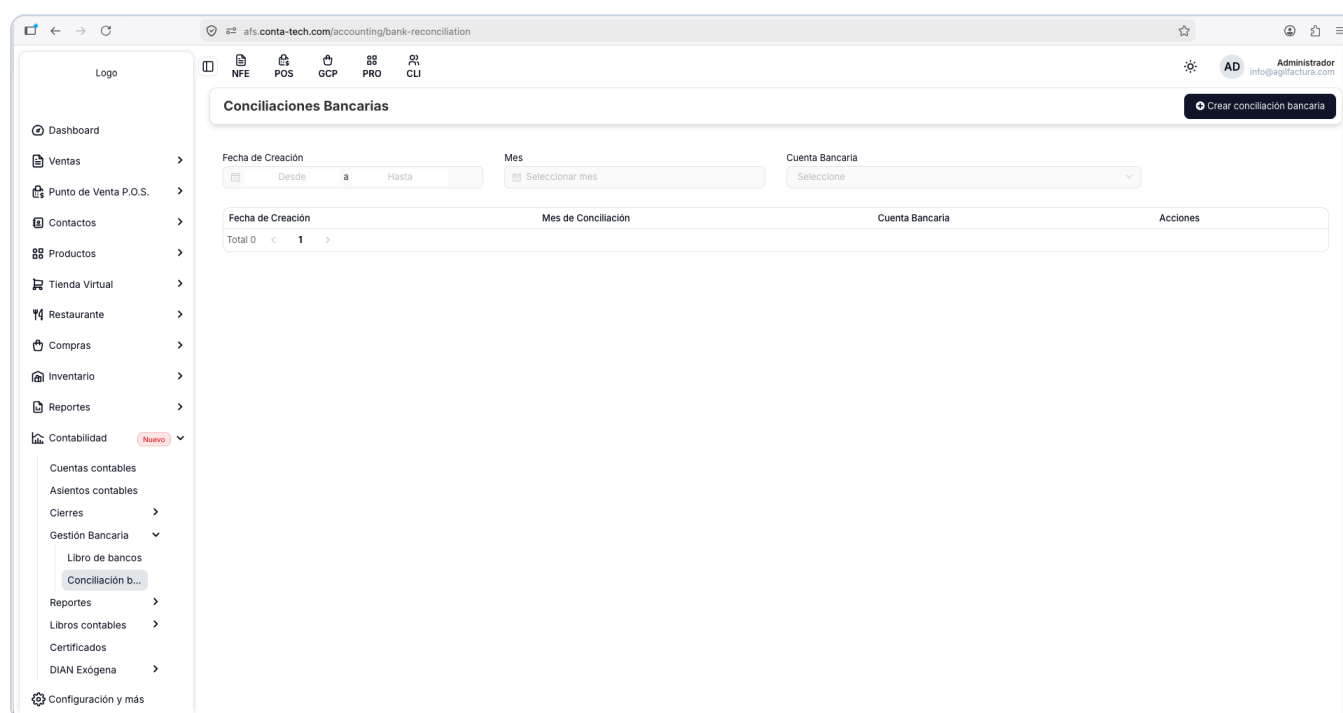 afs.conta-tech.com/accounting/bank-reconciliation
Logo
NFE POS GCP PRO CLI
AD Administrador
info@agilfactura.com
Conciliaciones Bancarias
Crear conciliación bancaria
Dashboard
Ventas
Punto de Venta P.O.S.
Contactos
Productos
Tienda Virtual
Restaurante
Compras
Inventario
Reportes
Contabilidad Nuevo
Cuentas contables
Asientos contables
Cierres
Gestión Bancaria
Libro de bancos
Conciliación b...
Reportes
Libros contables
Certificados
DIAN Exógena
Configuración y más
Fecha de Creación Mes Cuenta Bancaria
Desde a Hasta Seleccionar mes Seleccione
Fecha de Creación Mes de Conciliación Cuenta Bancaria Acciones
Total 0 < 1 >